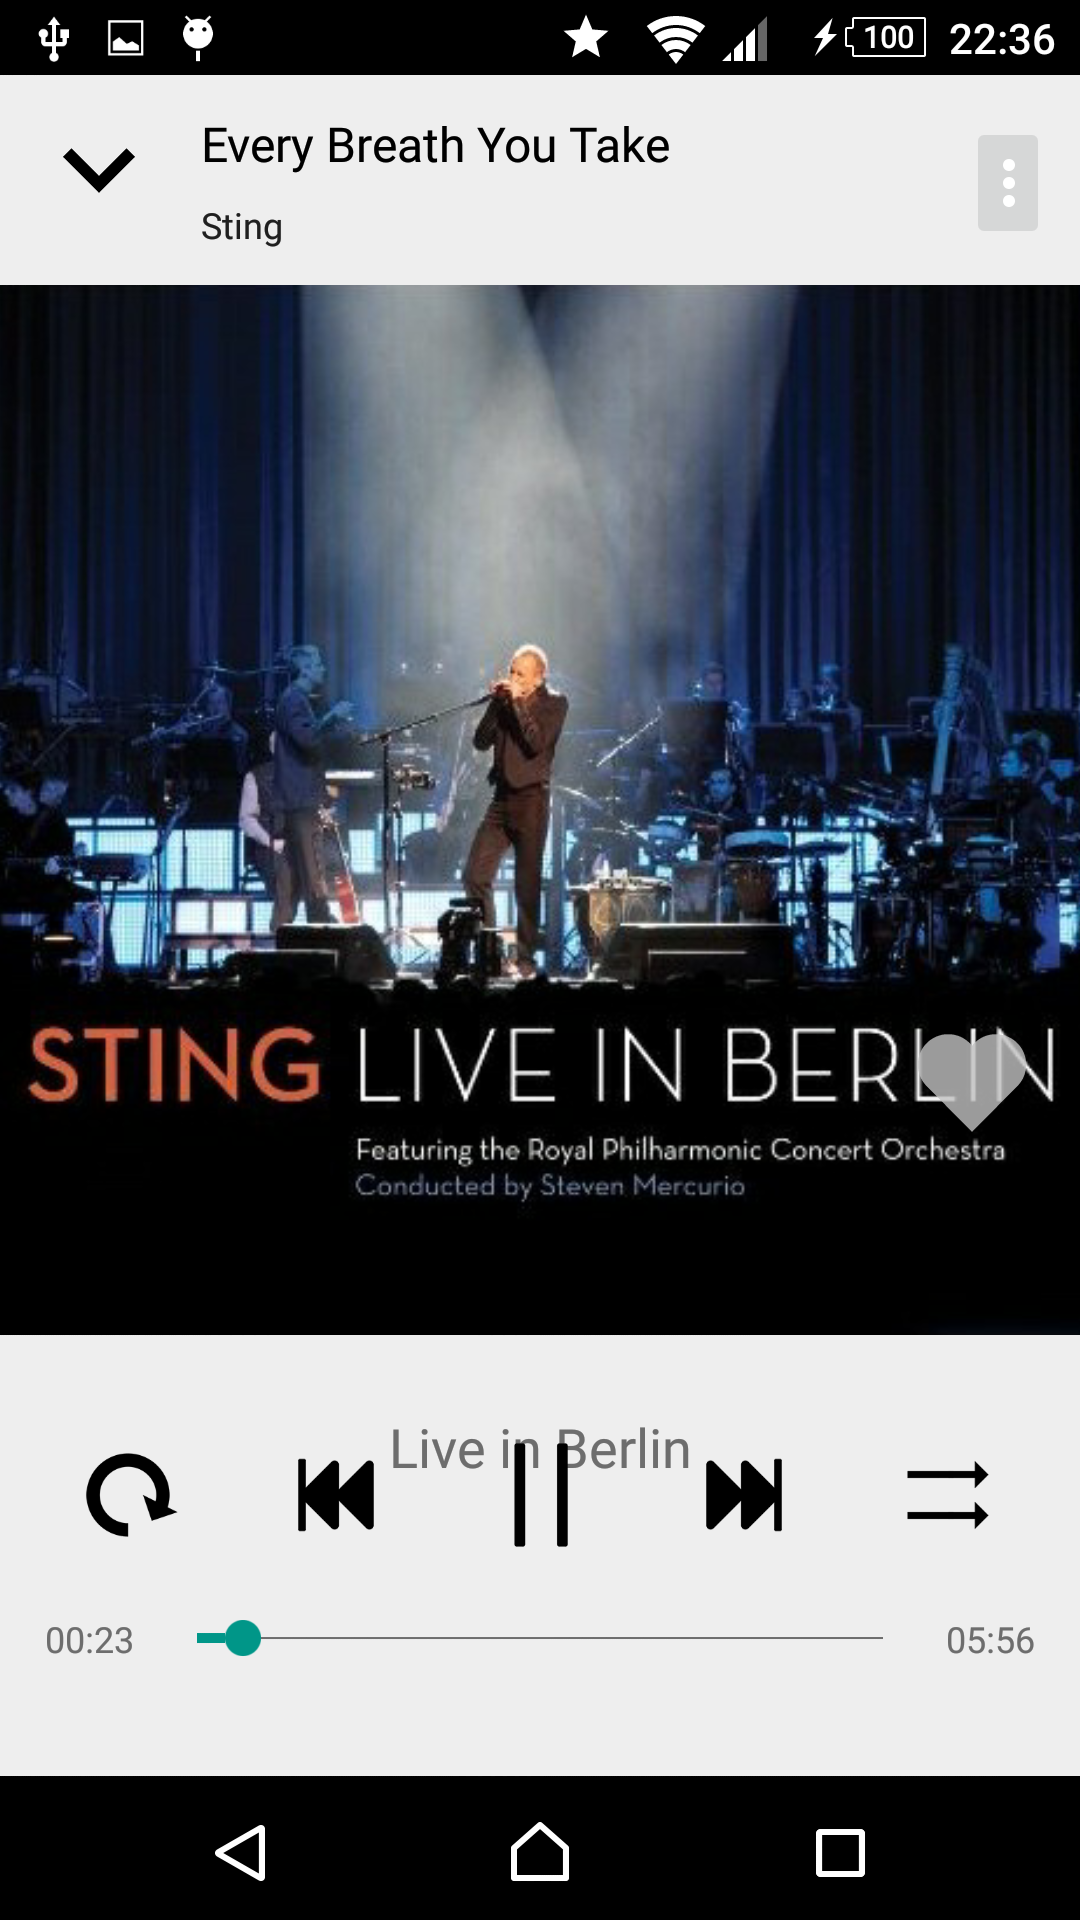 100 22:36
Every Breath You Take
Sting
STING LIVE IN BERLIN
Featuring the Royal Philharmonic Concert Orchestra
Conducted by Steven Mercurio
Live in Berlin
00:23 05:56